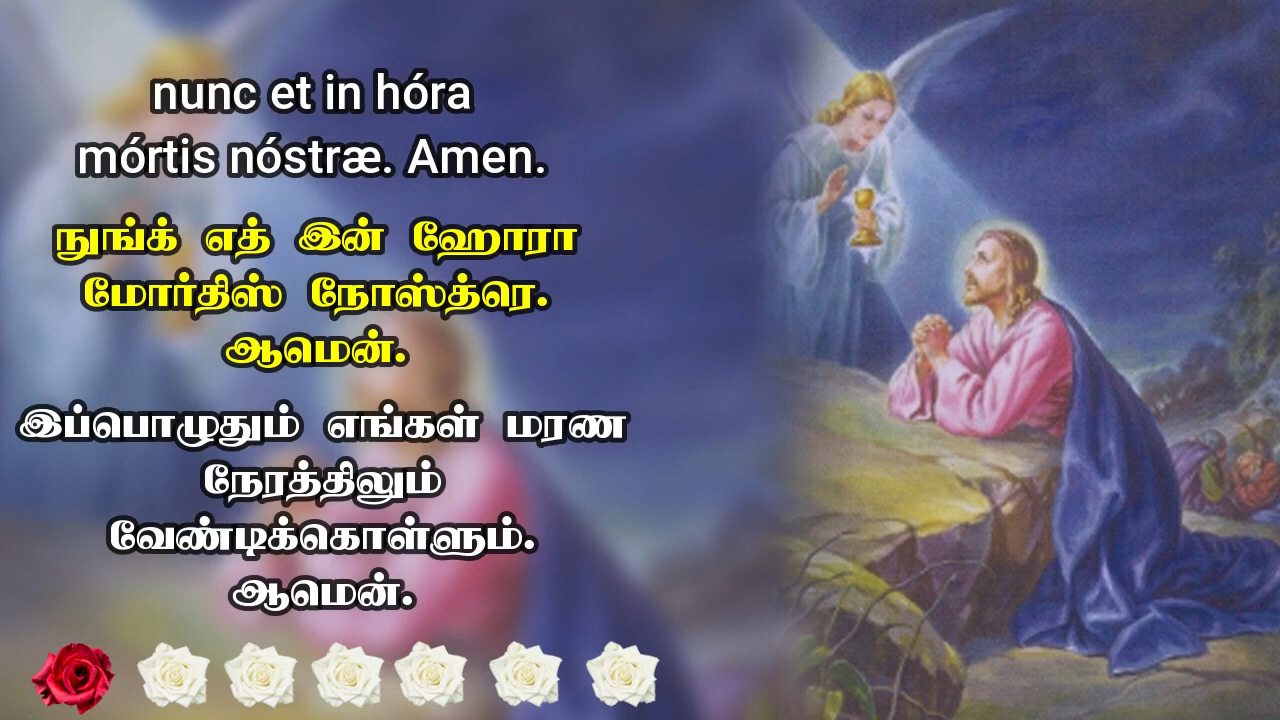 nunc et in hóra
mórtis nóstræ. Amen.
நுங்க் எத் இன் ஹோரா
மோர்திஸ் நோஸ்த்ரெ.
ஆமென்.
இப்பொழுதும் எங்கள் மரண
நேரத்திலும்
வேண்டிக்கொள்ளும்.
ஆமென்.